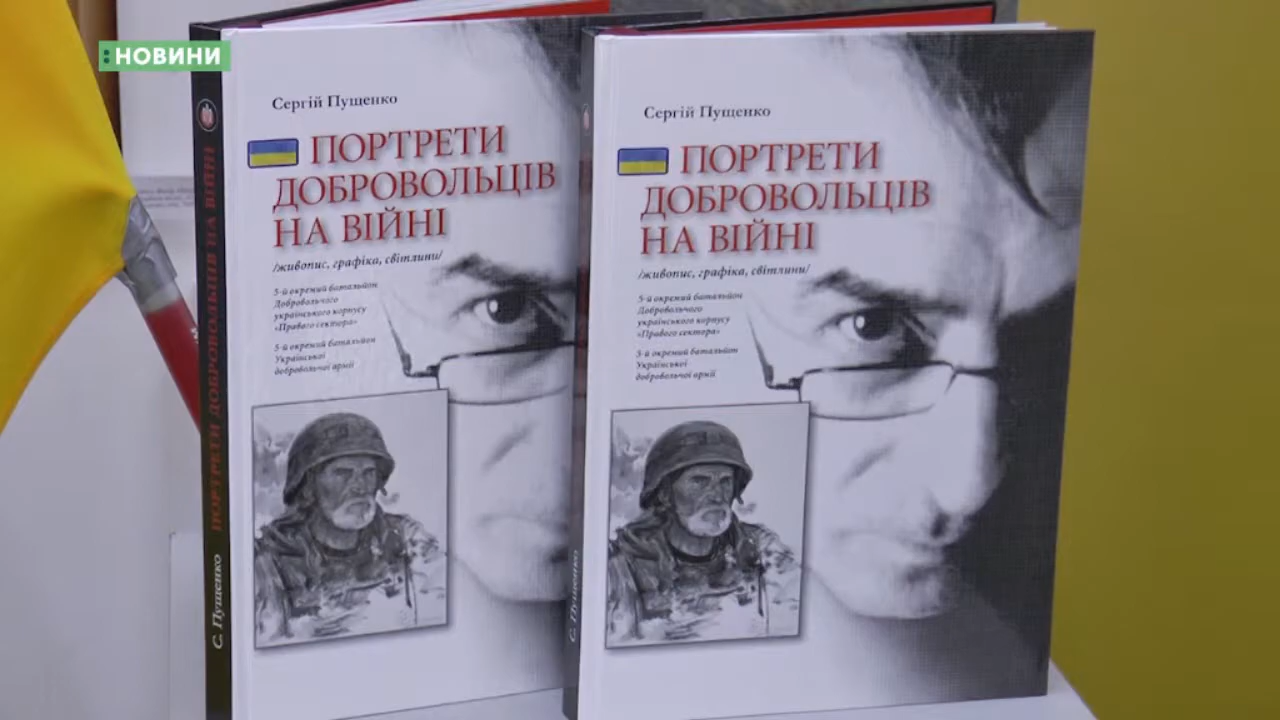 :НОВИНИ
Сергій Пущенко
ПОРТРЕТИ
ДОБРОВОЛЬЦІВ
НА ВІЙНІ
/живопис, графіка, світлини/
5-й окремий батальйон
Добровольчого
українського корпусу
«Правого сектора»
5-й окремий батальйон
Української
добровольчої армії
С. Пущенко ПОРТРЕТИ ДОБРОВОЛЬЦІВ НА ВІЙНІ
Сергій Пущенко
ПОРТРЕТИ
ДОБРОВОЛЬЦІВ
НА ВІЙНІ
/живопис, графіка, світлини/
5-й окремий батальйон
Добровольчого
українського корпусу
«Правого сектора»
5-й окремий батальйон
Української
добровольчої армії
С. Пущенко